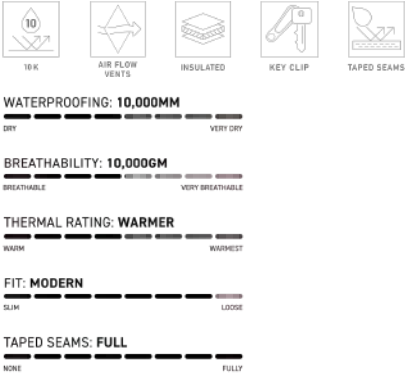 10
10K
AIR FLOW
VENTS
INSULATED
KEY CLIP
TAPED SEAMS
WATERPROOFING: 10,000MM
DRY VERY DRY
BREATHABILITY: 10,000GM
BREATHABLE VERY BREATHABLE
THERMAL RATING: WARMER
WARM WARMEST
FIT: MODERN
SLIM LOOSE
TAPED SEAMS: FULL
NONE FULLY